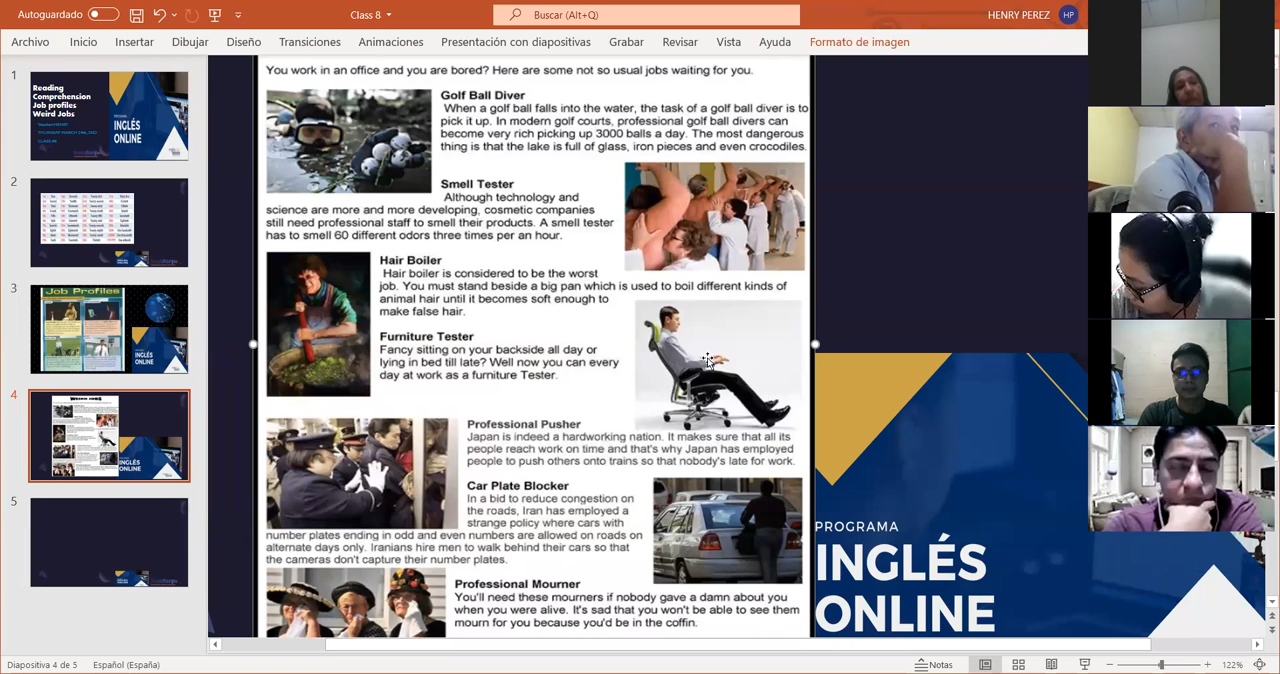 Autoguardado
Class 8
Buscar (Alt+Q)
HENRY PEREZ
HP
Archivo Inicio Insertar Dibujar Diseño Transiciones Animaciones Presentación con diapositivas Grabar Revisar Vista Ayuda Formato de imagen
1
Reading
Comprehension
Job profiles
Weird Jobs
INGLÉS
ONLINE
2
3
Job Profiles
INGLÉS
ONLINE
4
INGLÉS
ONLINE
5
You work in an office and you are bored? Here are some not so usual jobs waiting for you.
Golf Ball Diver
When a golf ball falls into the water, the task of a golf ball diver is to
pick it up. In modern golf courts, professional golf ball divers can
become very rich picking up 3000 balls a day. The most dangerous
thing is that the lake is full of glass, iron pieces and even crocodiles.
Smell Tester
Although technology and
science are more and more developing, cosmetic companies
still need professional staff to smell their products. A smell tester
has to smell 60 different odors three times per an hour.
Hair Boiler
Hair boiler is considered to be the worst
job. You must stand beside a big pan which is used to boil different kinds of
animal hair until it becomes soft enough to
make false hair.
Furniture Tester
Fancy sitting on your backside all day or
lying in bed till late? Well now you can every
day at work as a furniture Tester.
Professional Pusher
Japan is indeed a hardworking nation. It makes sure that all its
people reach work on time and that's why Japan has employed
people to push others onto trains so that nobody's late for work.
Car Plate Blocker
In a bid to reduce congestion on
the roads, Iran has employed a
strange policy where cars with
number plates ending in odd and even numbers are allowed on roads on
alternate days only. Iranians hire men to walk behind their cars so that
the cameras don't capture their number plates.
Professional Mourner
You'll need these mourners if nobody gave a damn about you
when you were alive. It's sad that you won't be able to see them
mourn for you because you'd be in the coffin.
PROGRAMA
INGLÉS
ONLINE
Diapositiva 4 de 5 Español (España) Notas 122%